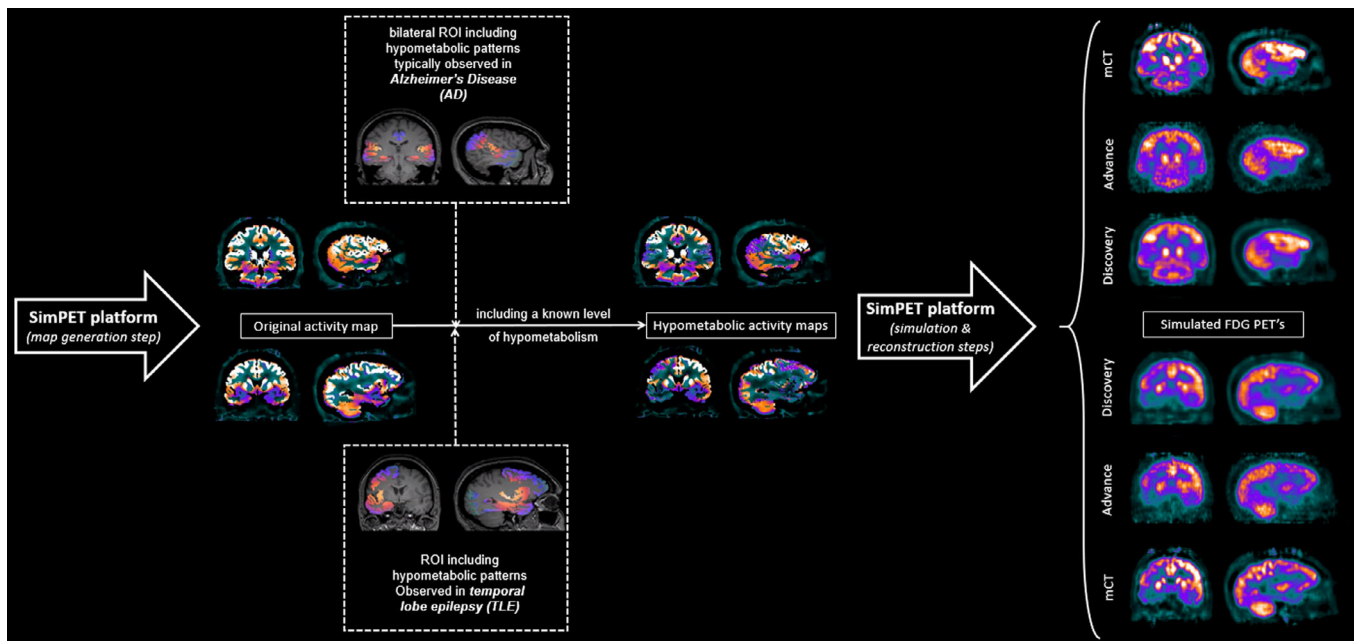 bilateral ROI including
hypometabolic patterns
typically observed in
Alzheimer's Disease
(AD)
SimPET platform
(map generation step)
Original activity map
including a known level
of hypometabolism
Hypometabolic activity maps
ROI including
hypometabolic patterns
Observed in temporal
lobe epilepsy (TLE)
SimPET platform
(simulation &
reconstruction steps)
mCT
Advance
Discovery
Simulated FDG PET's
Discovery
Advance
mCT